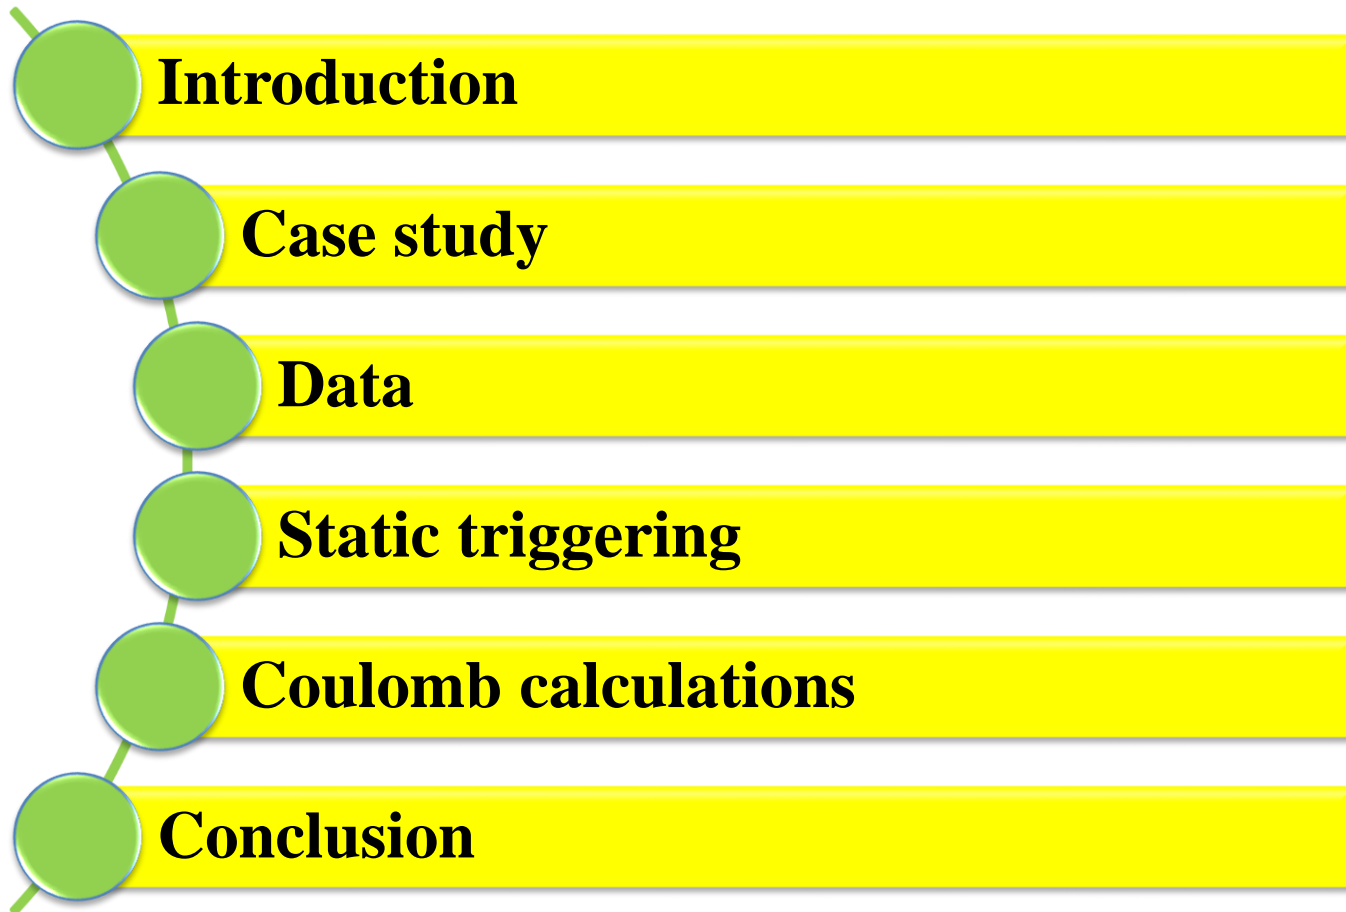 Introduction
Case study
Data
Static triggering
Coulomb calculations
Conclusion